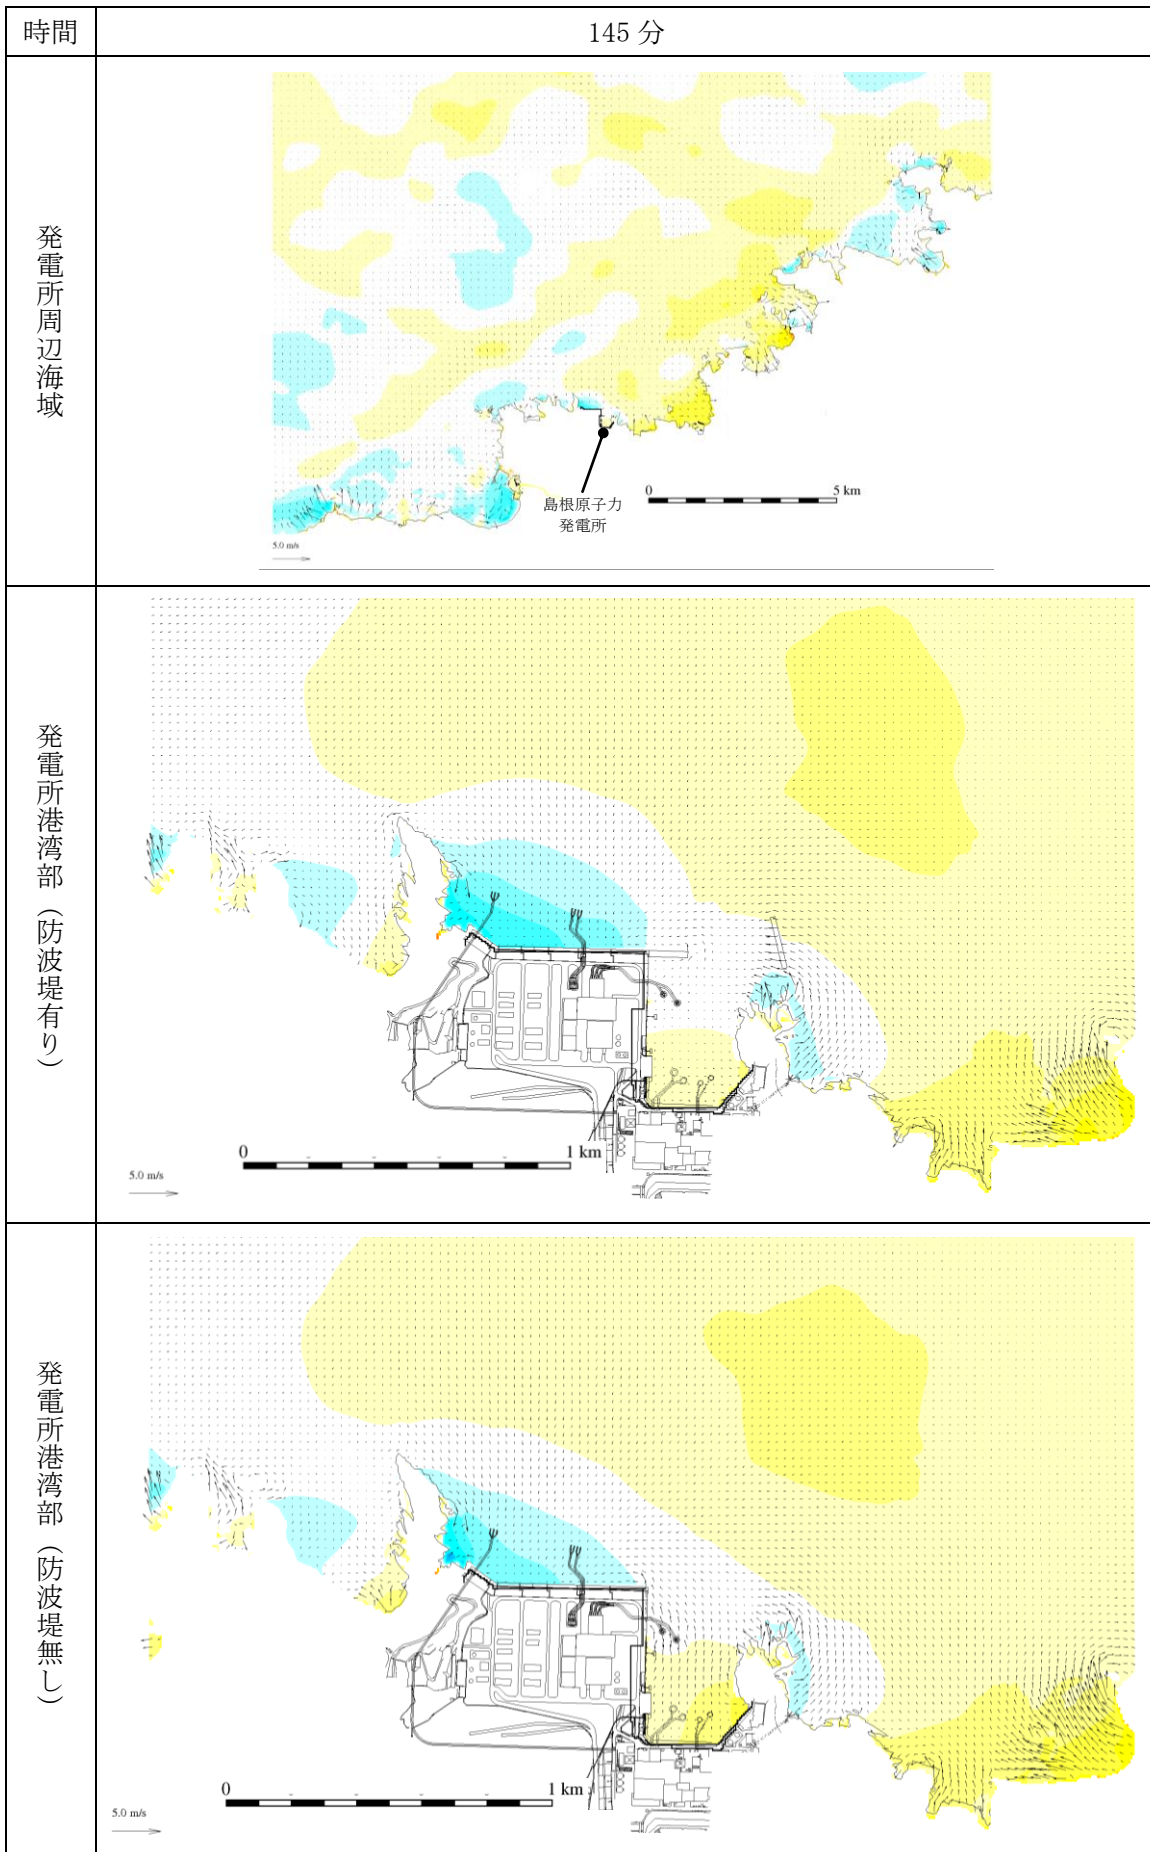 時間
145 分
発電所周辺海域
島根原子力
発電所
0 5 km
5.0 m/s
発電所港湾部（防波堤有り）
0 1 km
5.0 m/s
発電所港湾部（防波堤無し）
0 1 km
5.0 m/s